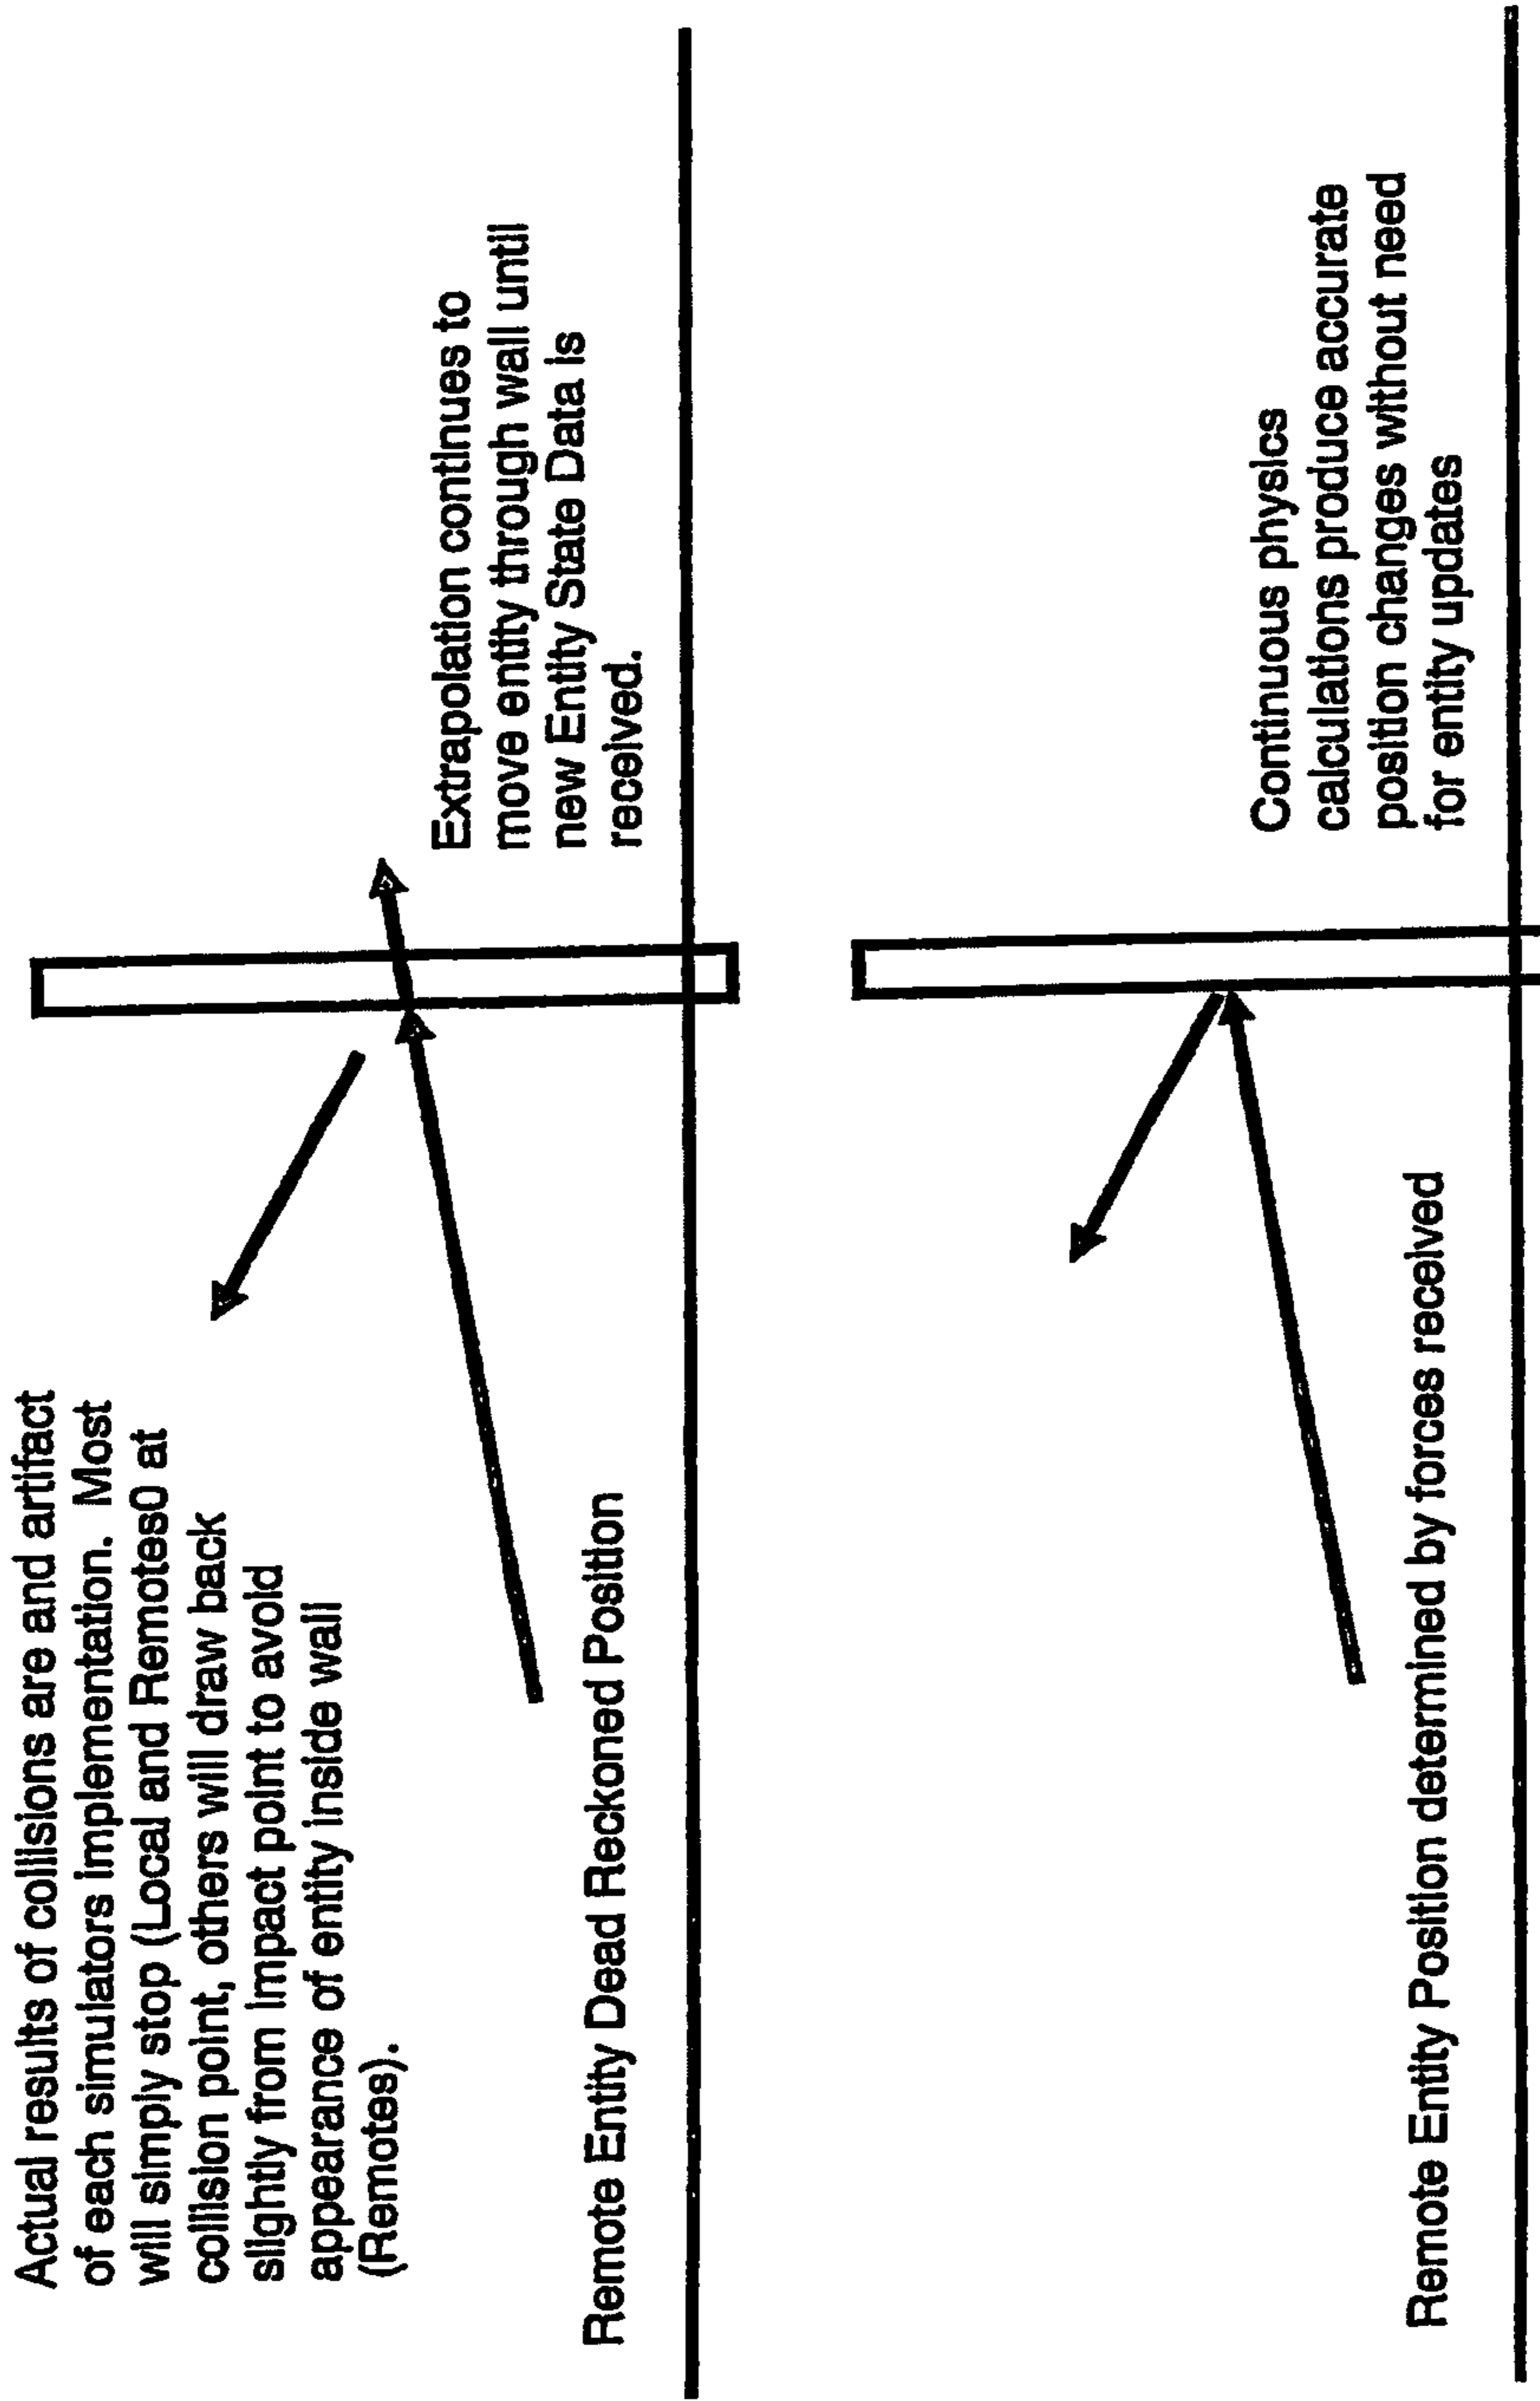 Actual results of collisions are and artifact
of each simulators implementation. Most
will simply stop (Local and Remotes0 at
collision point, others will draw back
slightly from impact point to avoid
appearance of entity inside wall
(Remotes).
Extrapolation continues to
move entity through wall until
new Entity State Data is
received.
Remote Entity Dead Reckoned Position
Continuous physics
calculations produce accurate
position changes without need
for entity updates
Remote Entity Position determined by forces received